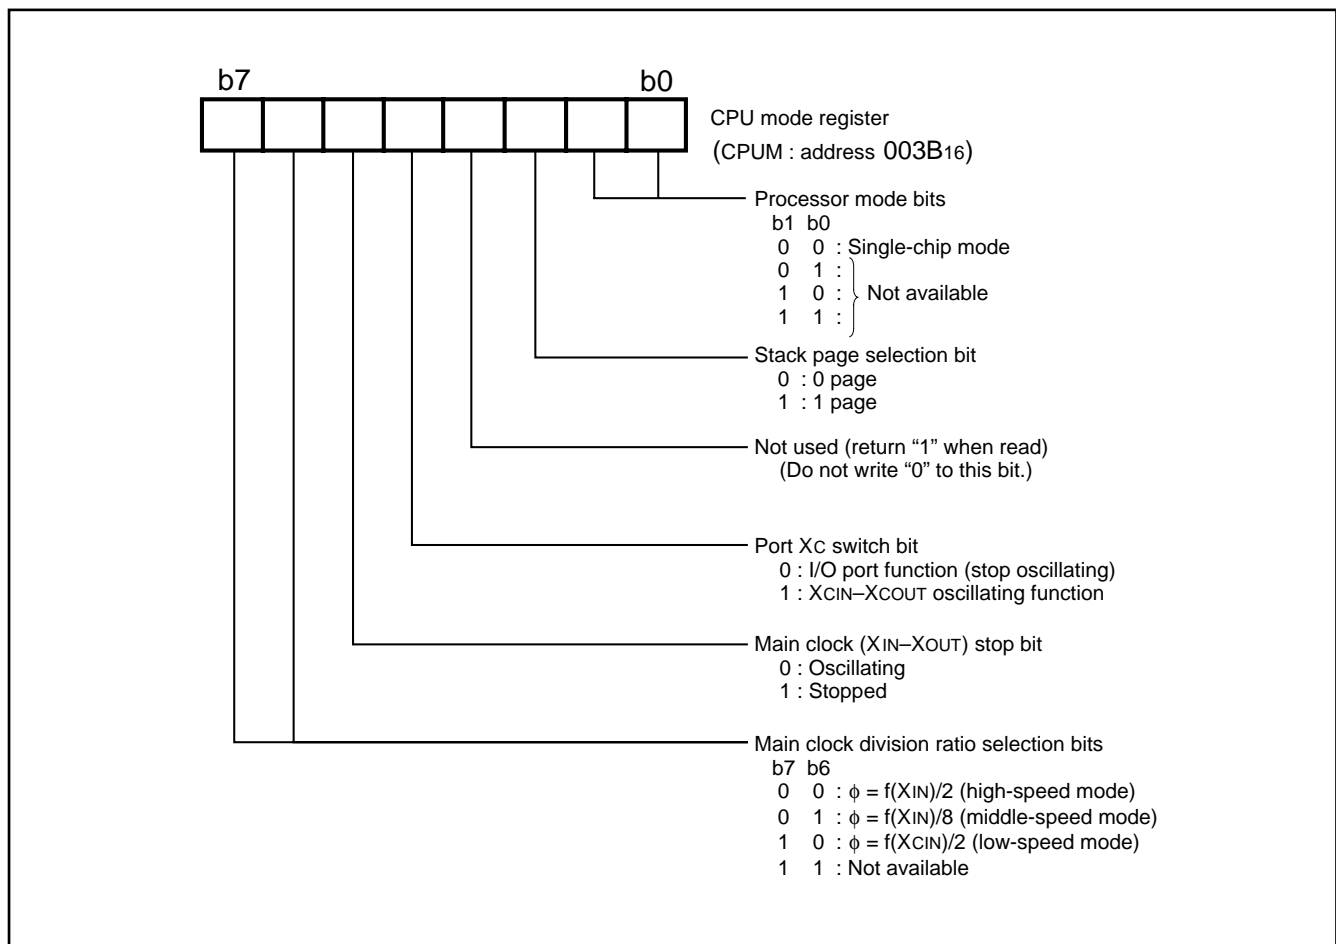 b7 b0
CPU mode register
(CPUM : address 003B16)
Processor mode bits
b1 b0
0 0 : Single-chip mode
0 1 :
1 0 : Not available
1 1 :
Stack page selection bit
0 : 0 page
1 : 1 page
Not used (return “1” when read)
(Do not write “0” to this bit.)
Port XC switch bit
0 : I/O port function (stop oscillating)
1 : XCIN–XCOUT oscillating function
Main clock (XIN–XOUT) stop bit
0 : Oscillating
1 : Stopped
Main clock division ratio selection bits
b7 b6
0 0 : φ = f(XIN)/2 (high-speed mode)
0 1 : φ = f(XIN)/8 (middle-speed mode)
1 0 : φ = f(XCIN)/2 (low-speed mode)
1 1 : Not available